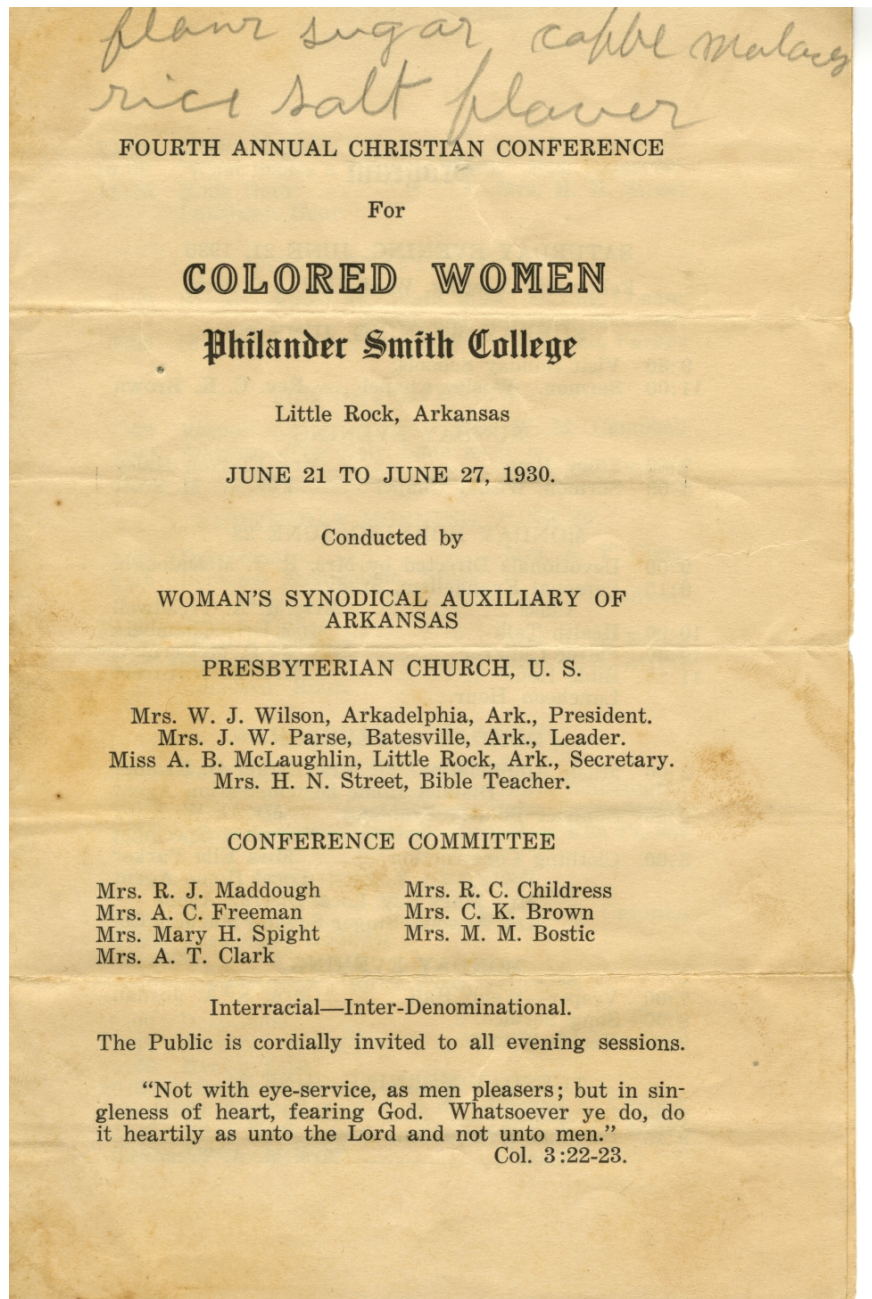 flour sugar coffe Molases
rice salt flaver
FOURTH ANNUAL CHRISTIAN CONFERENCE
For
COLORED WOMEN
Philander Smith College
Little Rock, Arkansas
JUNE 21 TO JUNE 27, 1930.
Conducted by
WOMAN'S SYNODICAL AUXILIARY OF
ARKANSAS
PRESBYTERIAN CHURCH, U. S.
Mrs. W. J. Wilson, Arkadelphia, Ark., President.
Mrs. J. W. Parse, Batesville, Ark., Leader.
Miss A. B. McLaughlin, Little Rock, Ark., Secretary.
Mrs. H. N. Street, Bible Teacher.
CONFERENCE COMMITTEE
Mrs. R. J. Maddough
Mrs. A. C. Freeman
Mrs. Mary H. Spight
Mrs. A. T. Clark
Mrs. R. C. Childress
Mrs. C. K. Brown
Mrs. M. M. Bostic
Interracial—Inter-Denominational.
The Public is cordially invited to all evening sessions.
"Not with eye-service, as men pleasers; but in sin-
gleness of heart, fearing God. Whatsoever ye do, do
it heartily as unto the Lord and not unto men."
Col. 3:22-23.